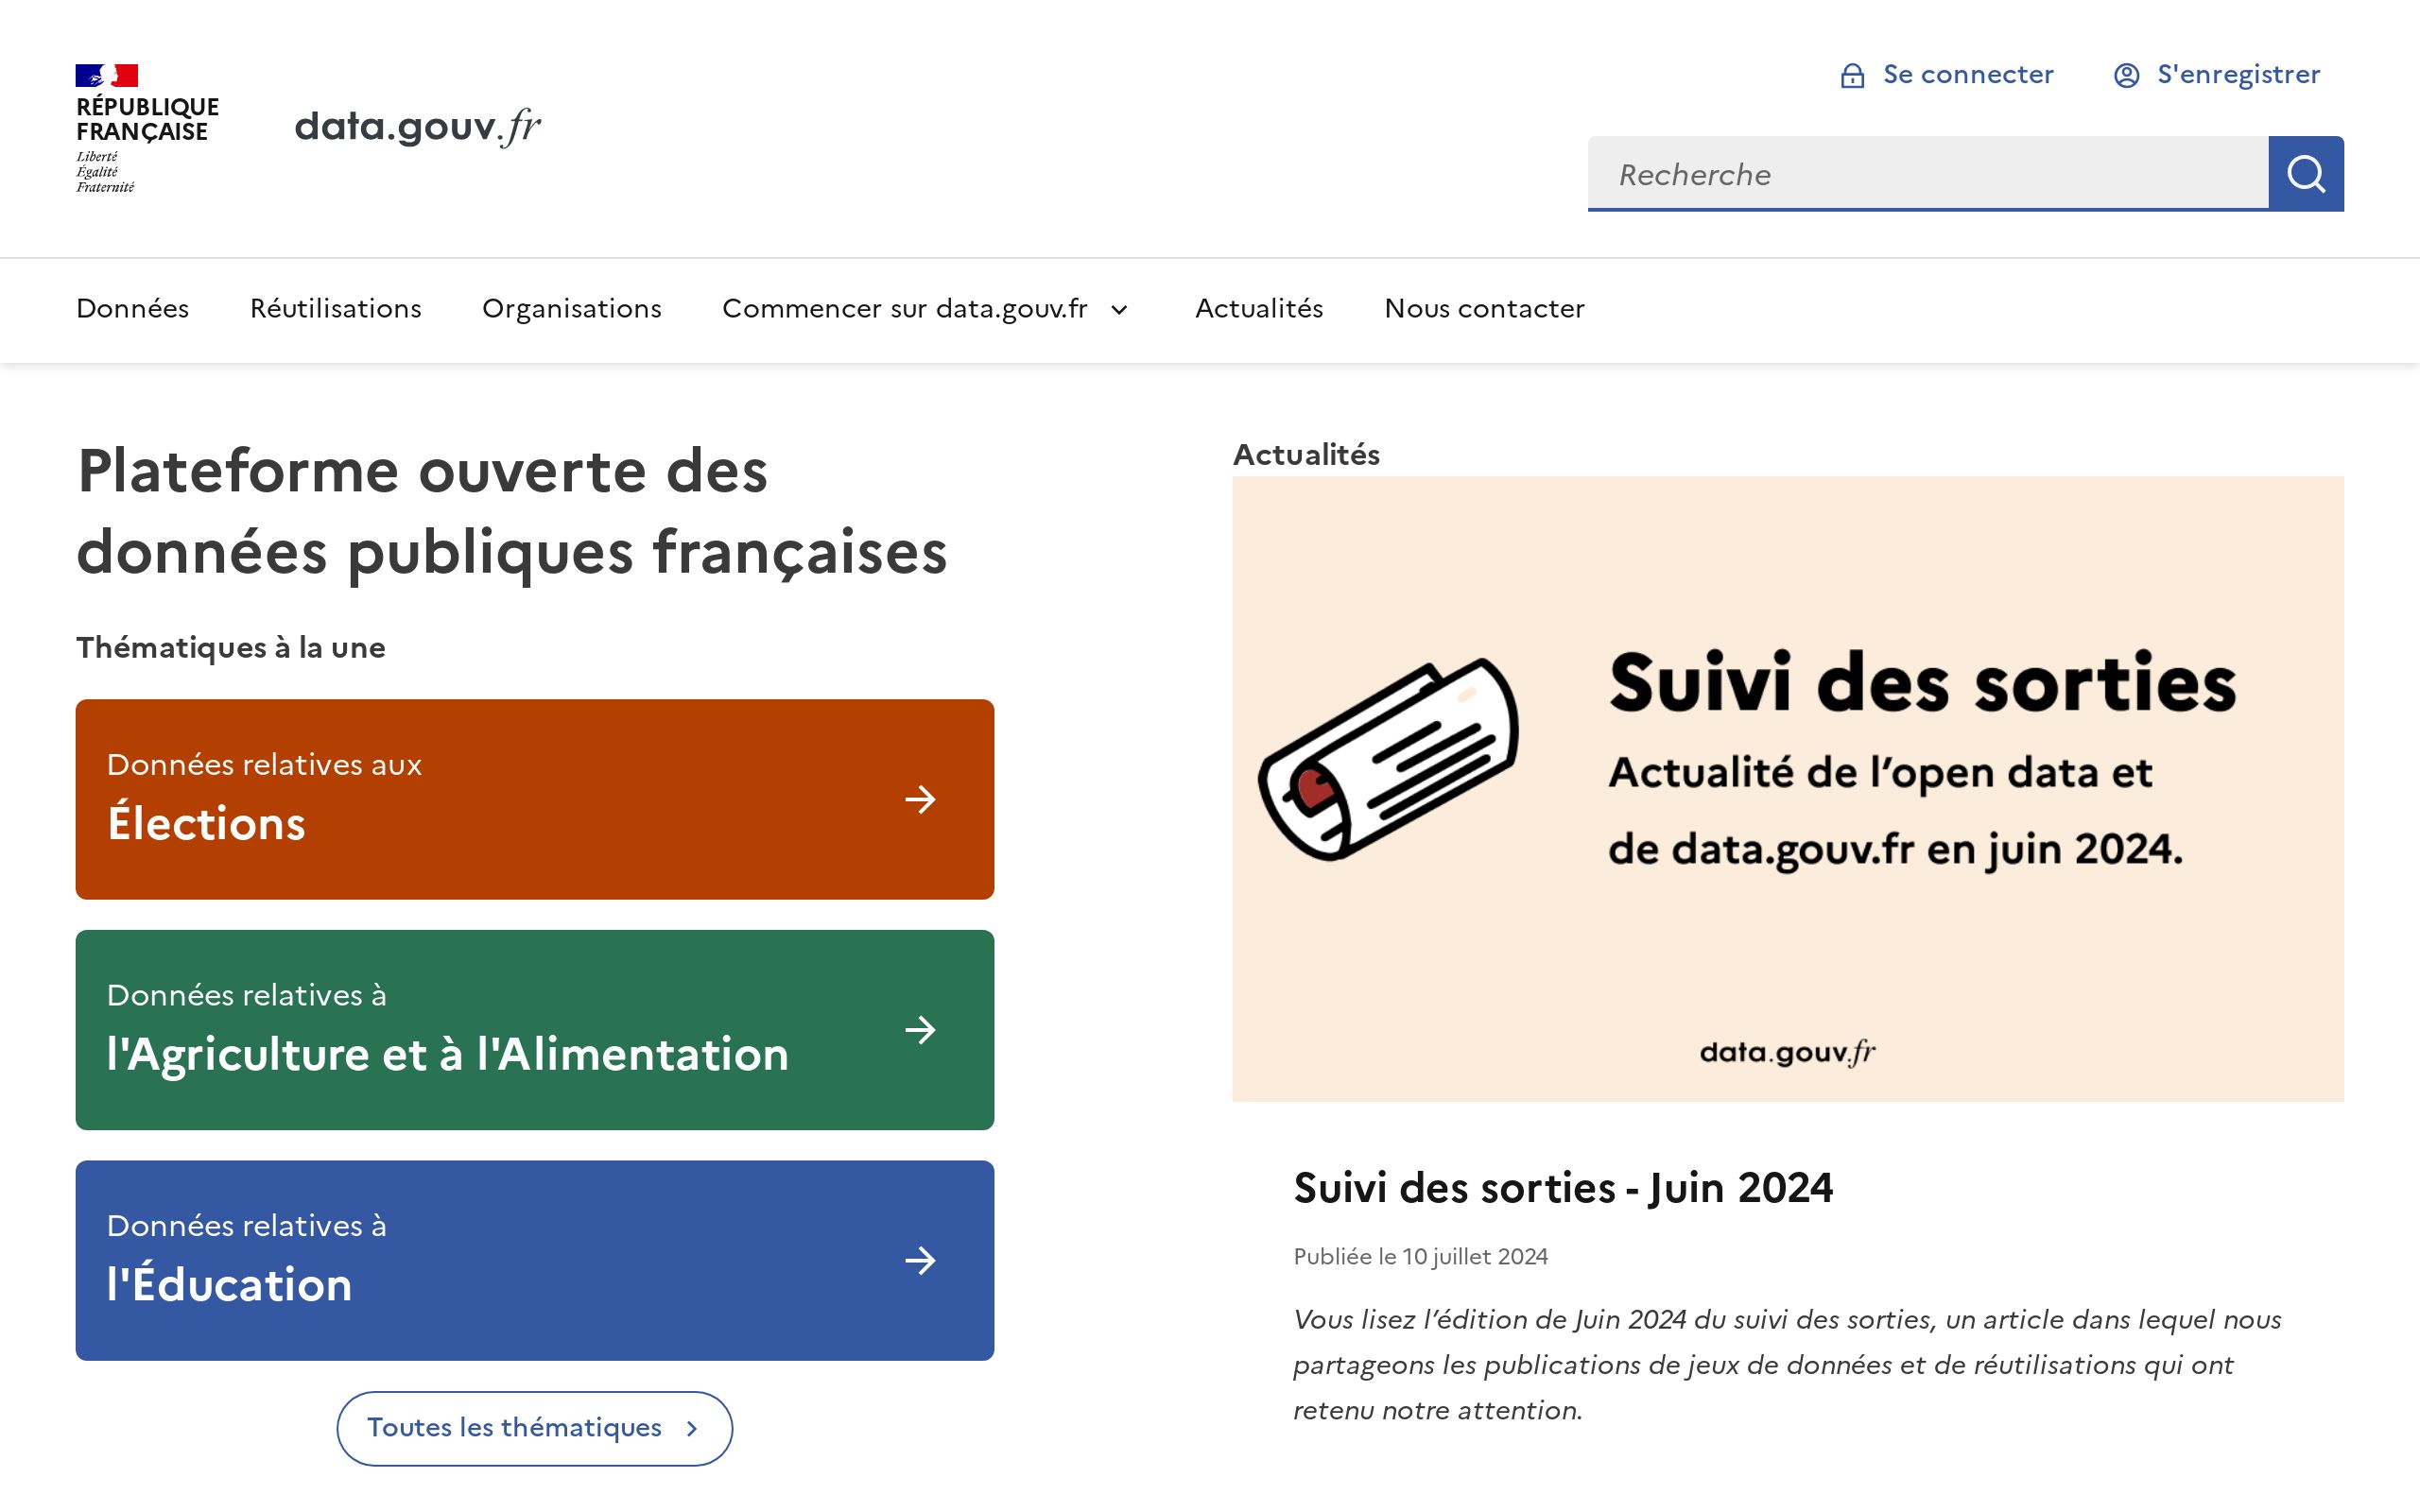 RÉPUBLIQUE
FRANÇAISE
Liberté
Égalité
Fraternité
data.gouv.fr
Se connecter
S'enregistrer
Recherche
Données
Réutilisations
Organisations
Commencer sur data.gouv.fr
Actualités
Nous contacter
Plateforme ouverte des
données publiques françaises
Thématiques à la une
Données relatives aux
Élections
Données relatives à
l'Agriculture et à l'Alimentation
Données relatives à
l'Éducation
Toutes les thématiques
Actualités
Suivi des sorties
Actualité de l’open data et
de data.gouv.fr en juin 2024.
data.gouv.fr
Suivi des sorties - Juin 2024
Publiée le 10 juillet 2024
Vous lisez l’édition de Juin 2024 du suivi des sorties, un article dans lequel nous
partageons les publications de jeux de données et de réutilisations qui ont
retenu notre attention.